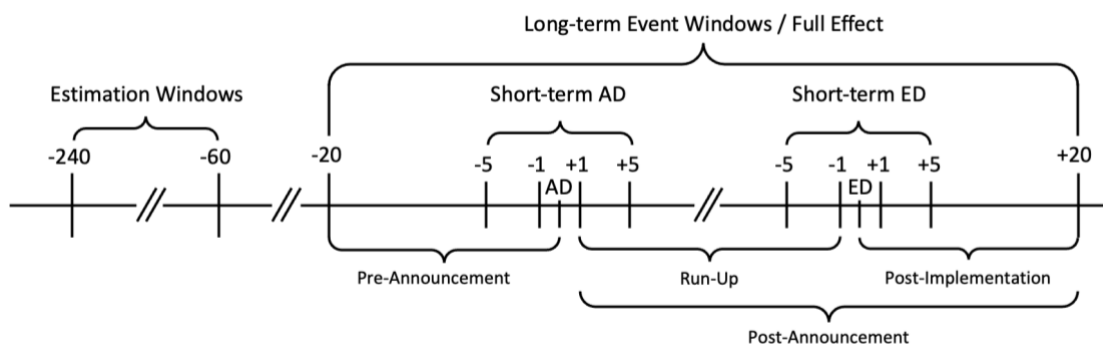 Long-term Event Windows / Full Effect
Estimation Windows Short-term AD Short-term ED
-240 -60 -20 -5 -1 +1 +5 -5 -1 +1 +5 +20
AD ED
Pre-Announcement Run-Up Post-Implementation
Post-Announcement